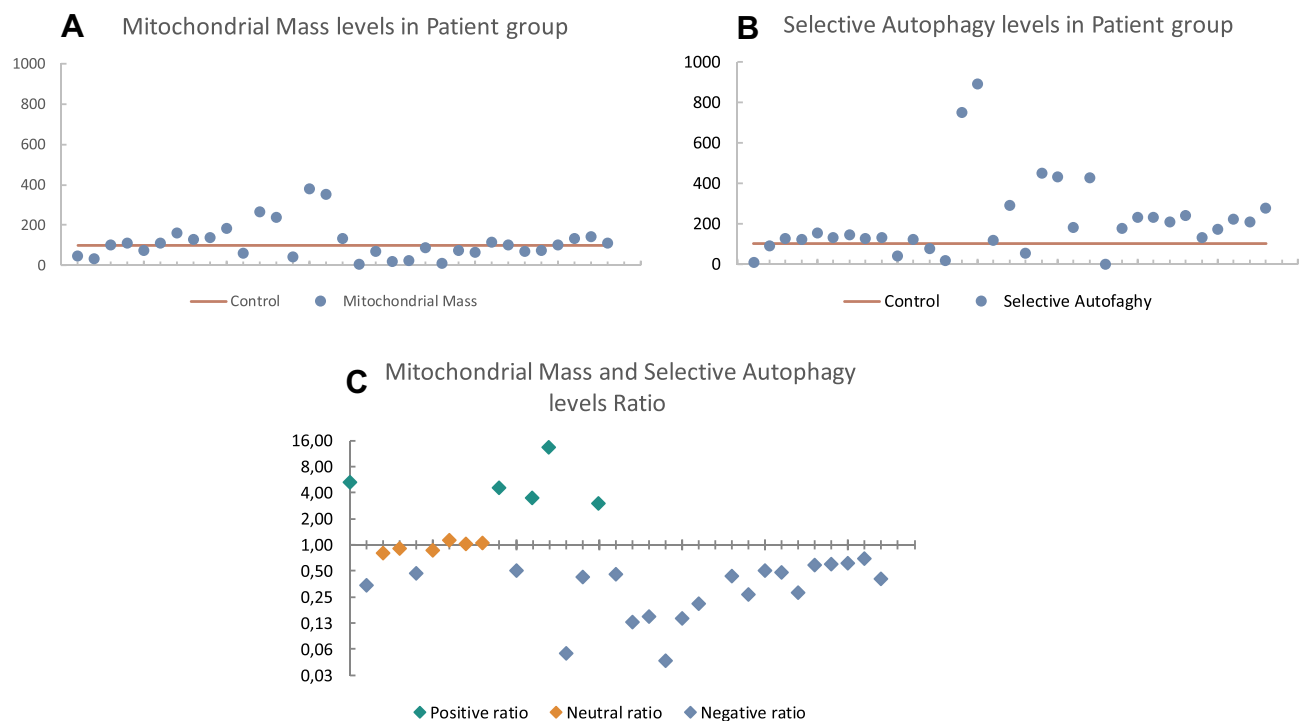 A
Mitochondrial Mass levels in Patient group
1000
800
600
400
200
0
Control
Mitochondrial Mass
B
Selective Autophagy levels in Patient group
1000
800
600
400
200
0
Control
Selective Autofaghy
C
Mitochondrial Mass and Selective Autophagy
levels Ratio
16,00
8,00
4,00
2,00
1,00
0,50
0,25
0,13
0,06
0,03
Positive ratio
Neutral ratio
Negative ratio